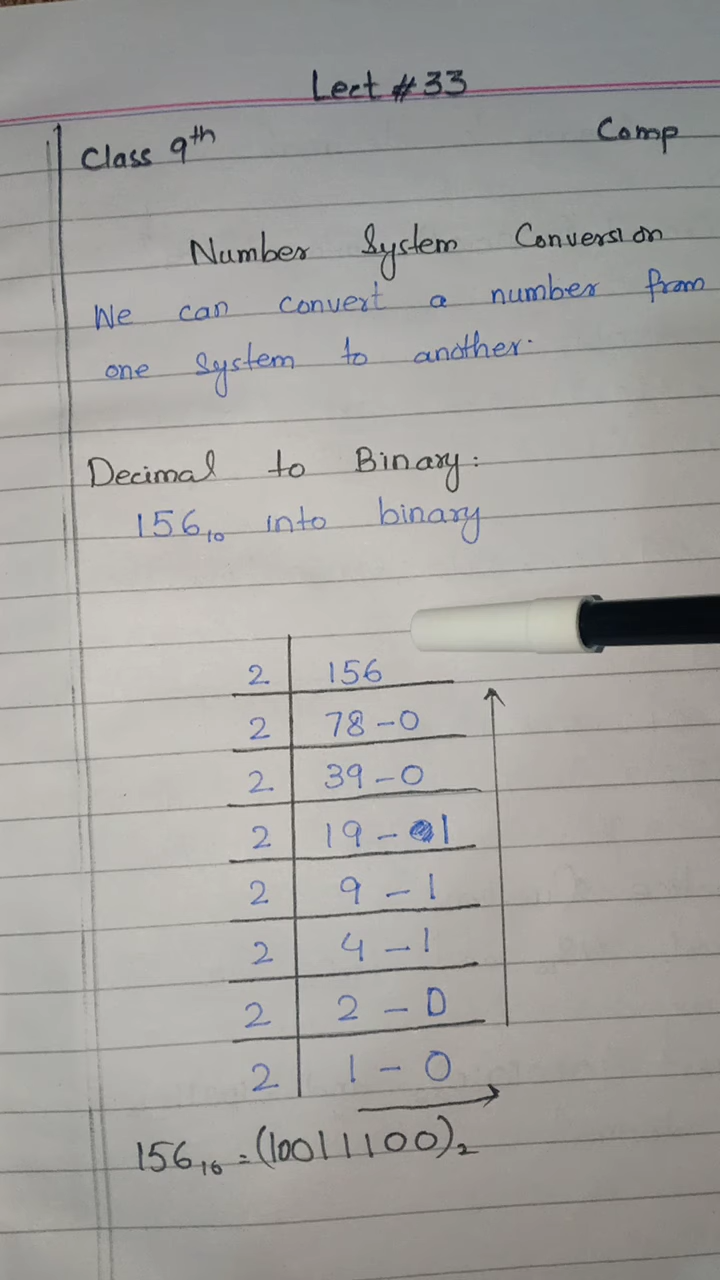 Lect # 33
Class 9th Comp
Number System Conversion
We can convert a number from
one System to another.
Decimal to Binary:
156₁₀ into binary
2 | 156
2 | 78 - 0
2 | 39 - 0
2 | 19 - 1
2 | 9 - 1
2 | 4 - 1
2 | 2 - 0
2 | 1 - 0
156₁₆ = (10011100)₂